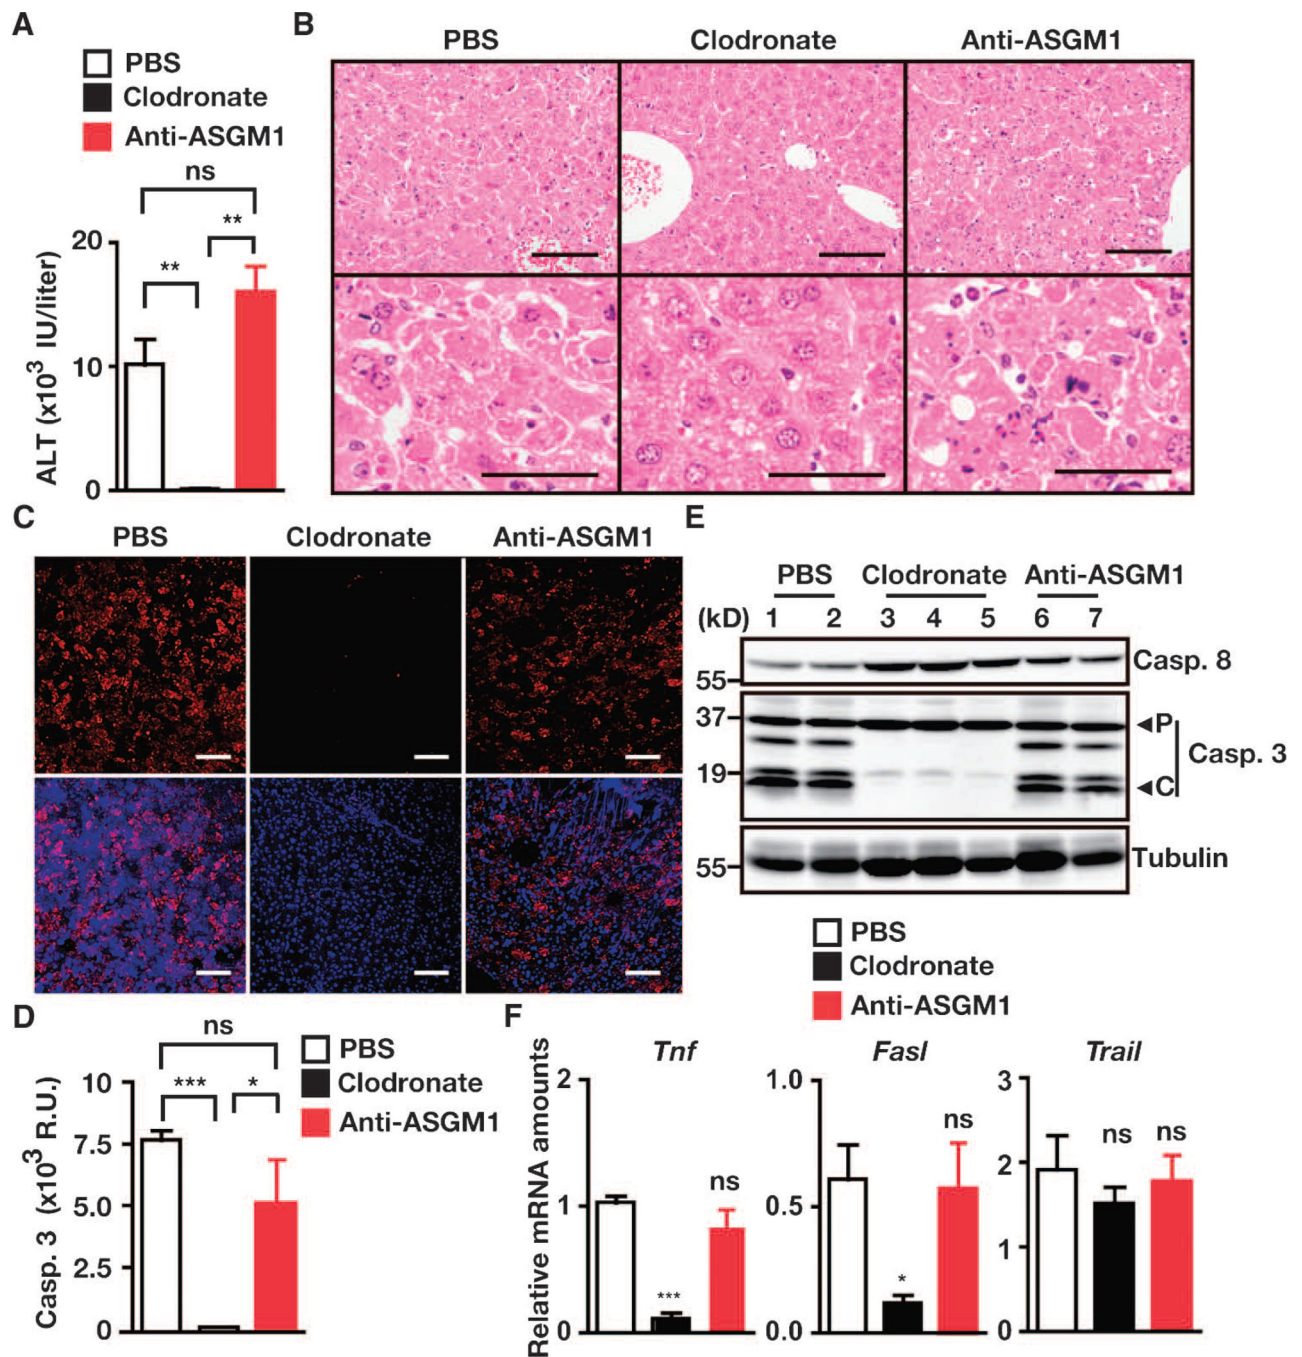 A
PBS
Clodronate
Anti-ASGM1
ns
**
**
20
10
0
ALT (x10³ IU/liter)
B
PBS
Clodronate
Anti-ASGM1
C
PBS
Clodronate
Anti-ASGM1
D
PBS
Clodronate
Anti-ASGM1
ns
***
*
10
7.5
5.0
2.5
0
Casp. 3 (x10³ R.U.)
E
PBS
Clodronate
Anti-ASGM1
(kD) 1 2 3 4 5 6 7
55
Casp. 8
37
19
◄P
◄C
Casp. 3
55
Tubulin
PBS
Clodronate
Anti-ASGM1
F
Relative mRNA amounts
Tnf
2
1
0
***
ns
Fasl
1.0
0.5
0.0
*
ns
Trail
3
2
1
0
ns
ns